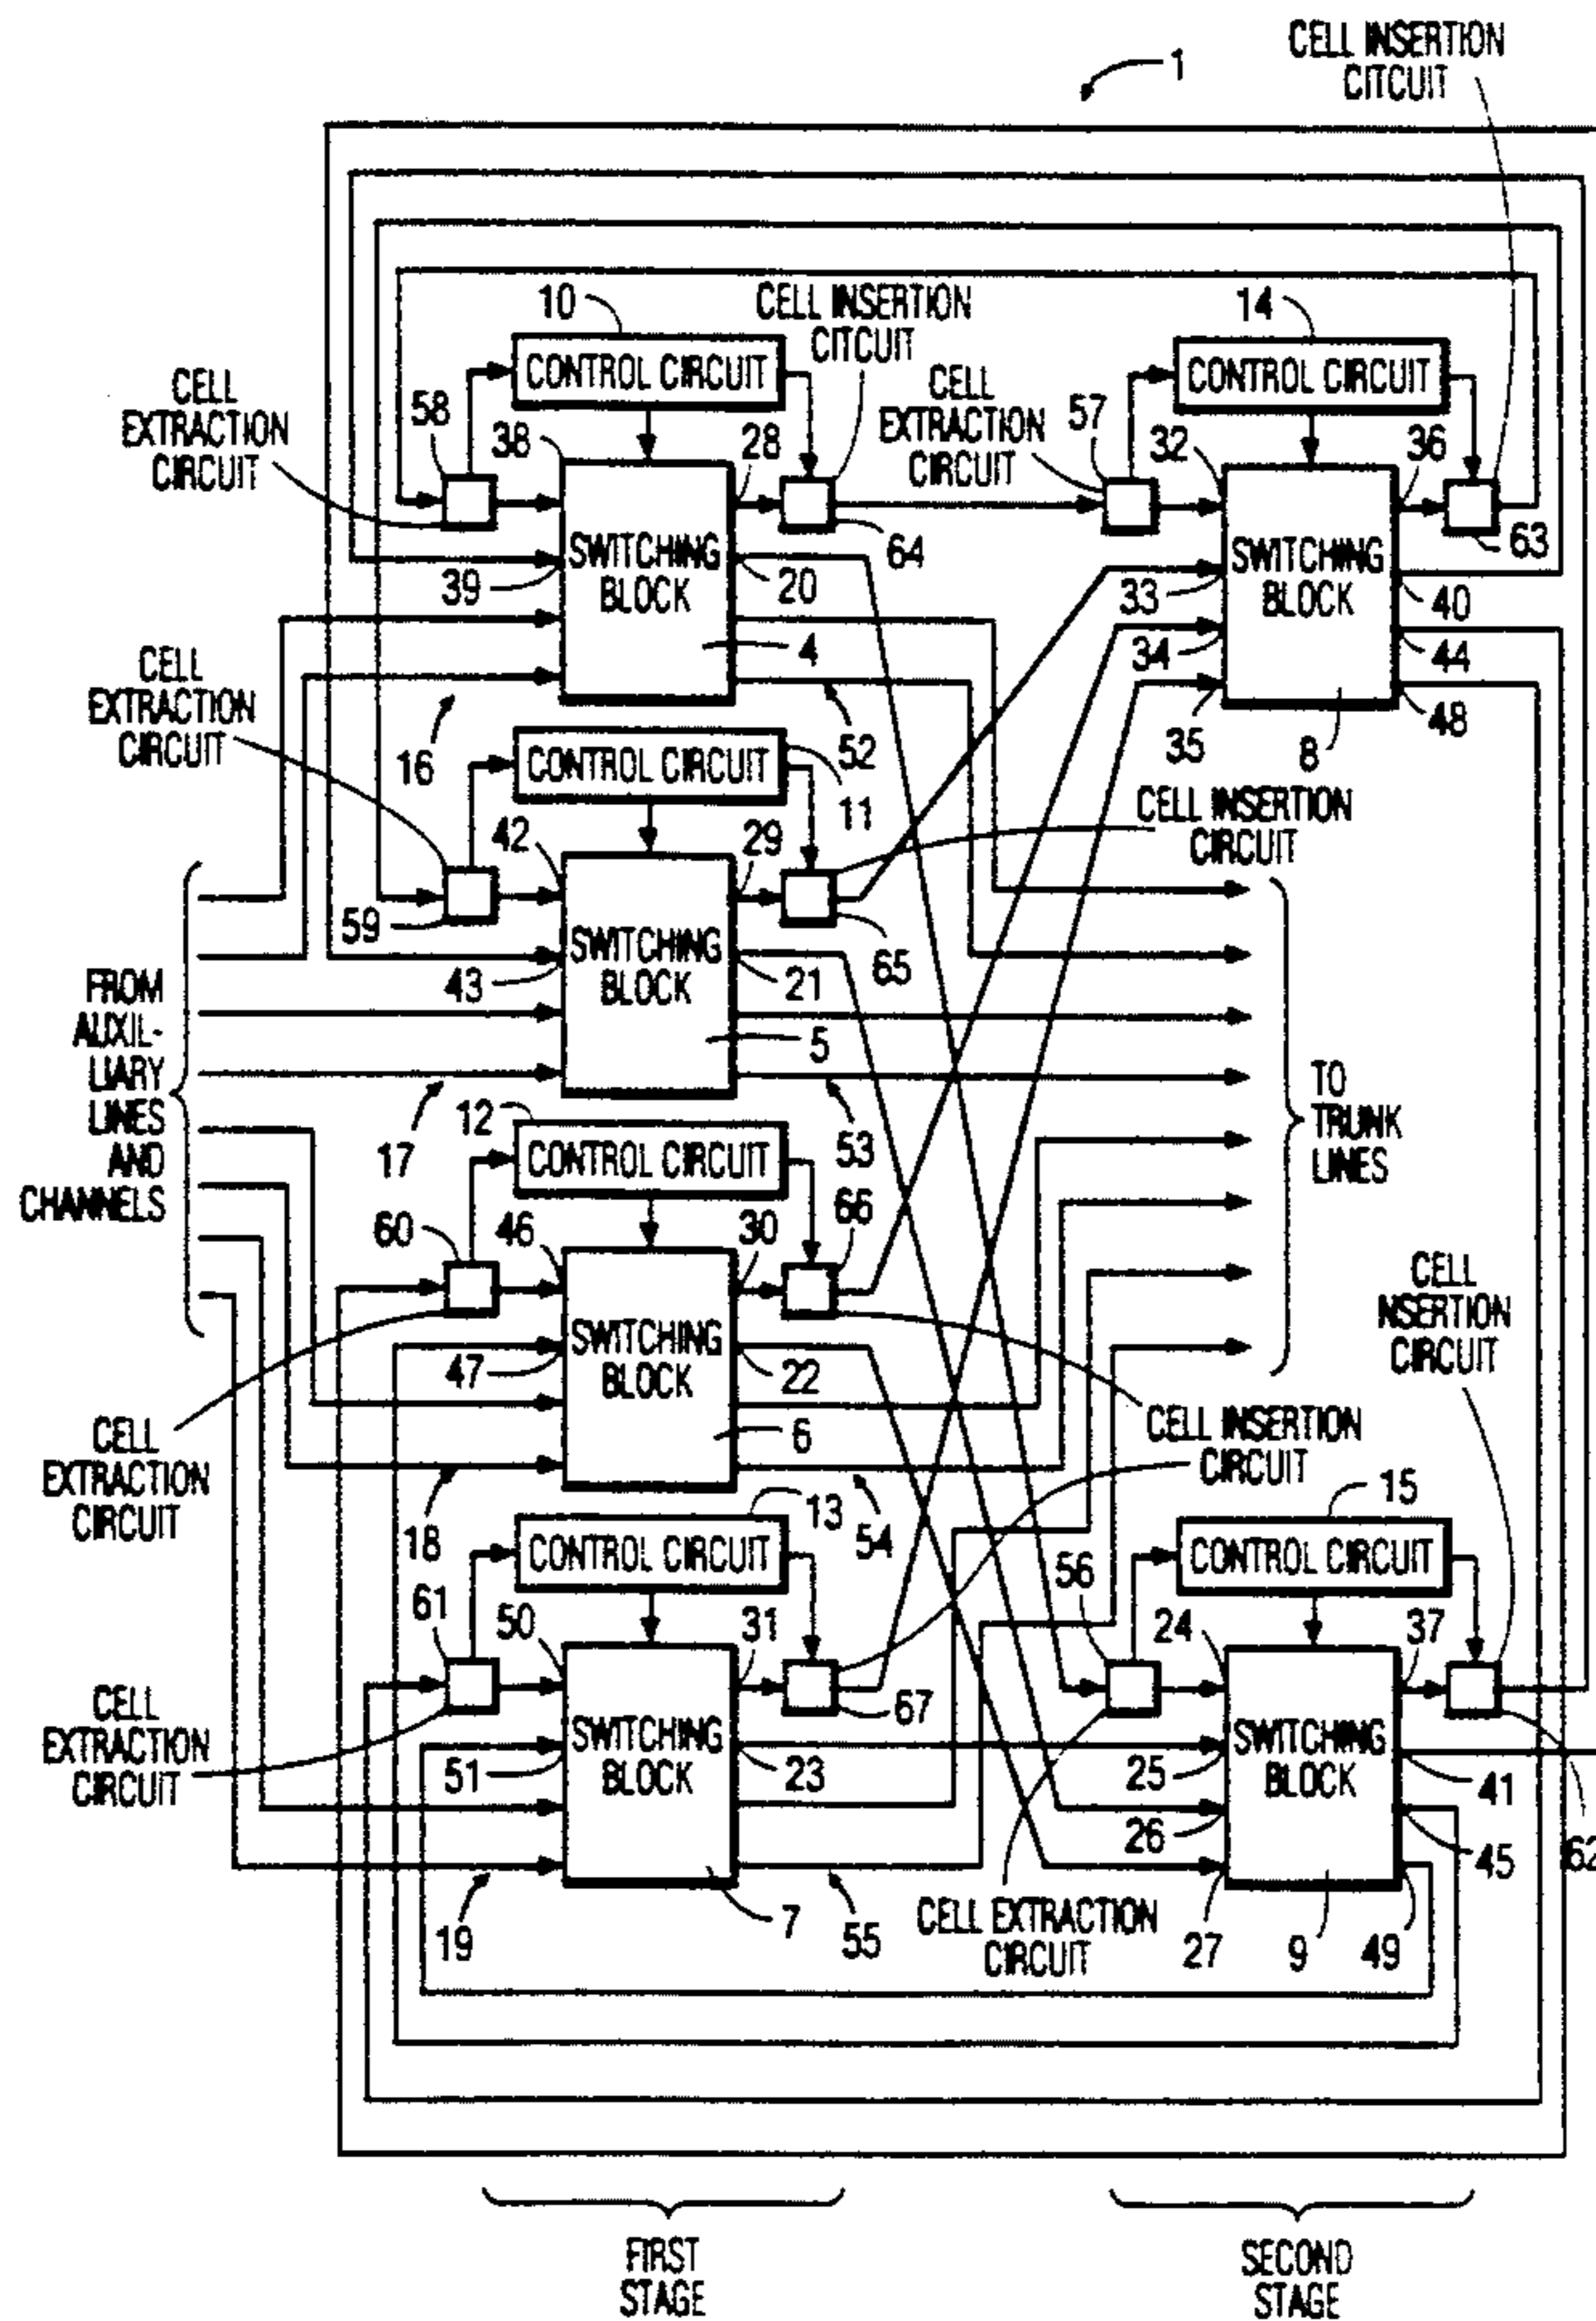 CELL INSERTION
CITCUIT
1
10
CELL INSERTION
CITCUIT
14
CONTROL CIRCUIT
CONTROL CIRCUIT
CELL
EXTRACTION
CIRCUIT
58
38
28
CELL
EXTRACTION
CIRCUIT
57
32
36
SWITCHING
BLOCK
64
SWITCHING
BLOCK
63
39
20
33
40
4
34
44
CELL
EXTRACTION
CIRCUIT
16
52
35
8
48
CONTROL CIRCUIT
11
CELL INSERTION
CIRCUIT
42
29
59
65
SWITCHING
BLOCK
43
21
5
FROM
AUXIL-
LIARY
LINES
AND
CHANNELS
TO
TRUNK
LINES
17
12
53
CONTROL CIRCUIT
66
60
46
30
CELL
NSERTION
CIRCUIT
SWITCHING
BLOCK
47
22
6
CELL
EXTRACTION
CIRCUIT
CELL INSERTION
CIRCUIT
18
13
54
15
CONTROL CIRCUIT
CONTROL CIRCUIT
61
50
31
56
24
37
CELL
EXTRACTION
CIRCUIT
67
SWITCHING
BLOCK
SWITCHING
BLOCK
51
23
25
41
26
45
62
7
19
55
CELL EXTRACTION
CIRCUIT
27
9
49
FIRST
STAGE
SECOND
STAGE